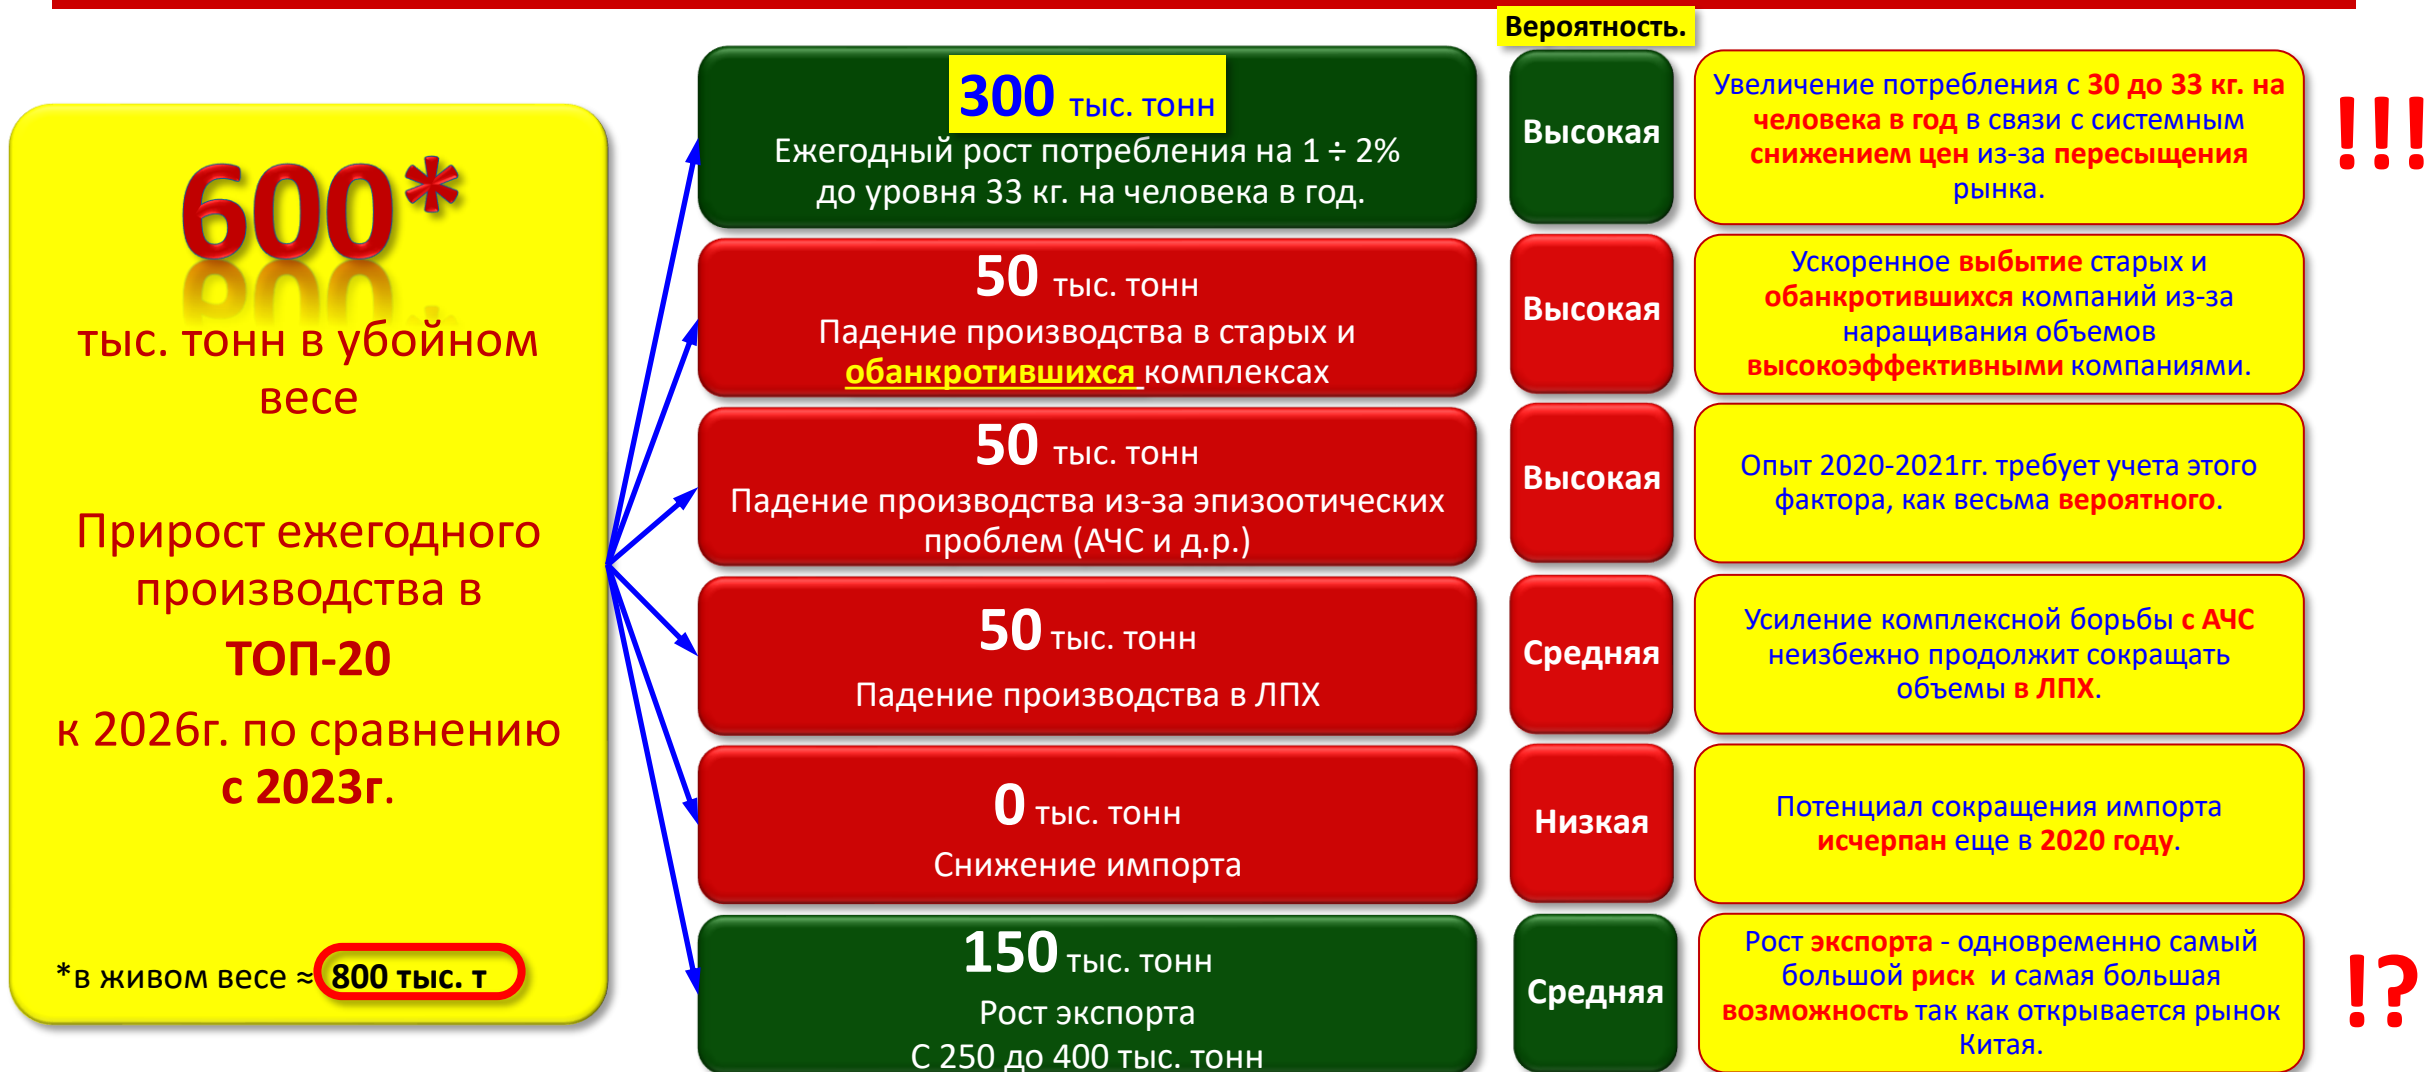 Вероятность.
600*
тыс. тонн в убойном
весе
Прирост ежегодного
производства в
ТОП-20
к 2026г. по сравнению
с 2023г.
*в живом весе ≈ 800 тыс. т
300 тыс. тонн
Ежегодный рост потребления на 1 ÷ 2%
до уровня 33 кг. на человека в год.
Высокая
Увеличение потребления с 30 до 33 кг. на
человека в год в связи с системным
снижением цен из-за пересыщения
рынка.
!!!
50 тыс. тонн
Падение производства в старых и
обанкротившихся комплексах
Высокая
Ускоренное выбытие старых и
обанкротившихся компаний из-за
наращивания объемов
высокоэффективными компаниями.
50 тыс. тонн
Падение производства из-за эпизоотических
проблем (АЧС и д.р.)
Высокая
Опыт 2020-2021гг. требует учета этого
фактора, как весьма вероятного.
50 тыс. тонн
Падение производства в ЛПХ
Средняя
Усиление комплексной борьбы с АЧС
неизбежно продолжит сокращать
объемы в ЛПХ.
0 тыс. тонн
Снижение импорта
Низкая
Потенциал сокращения импорта
исчерпан еще в 2020 году.
150 тыс. тонн
Рост экспорта
С 250 до 400 тыс. тонн
Средняя
Рост экспорта - одновременно самый
большой риск и самая большая
возможность так как открывается рынок
Китая.
!?